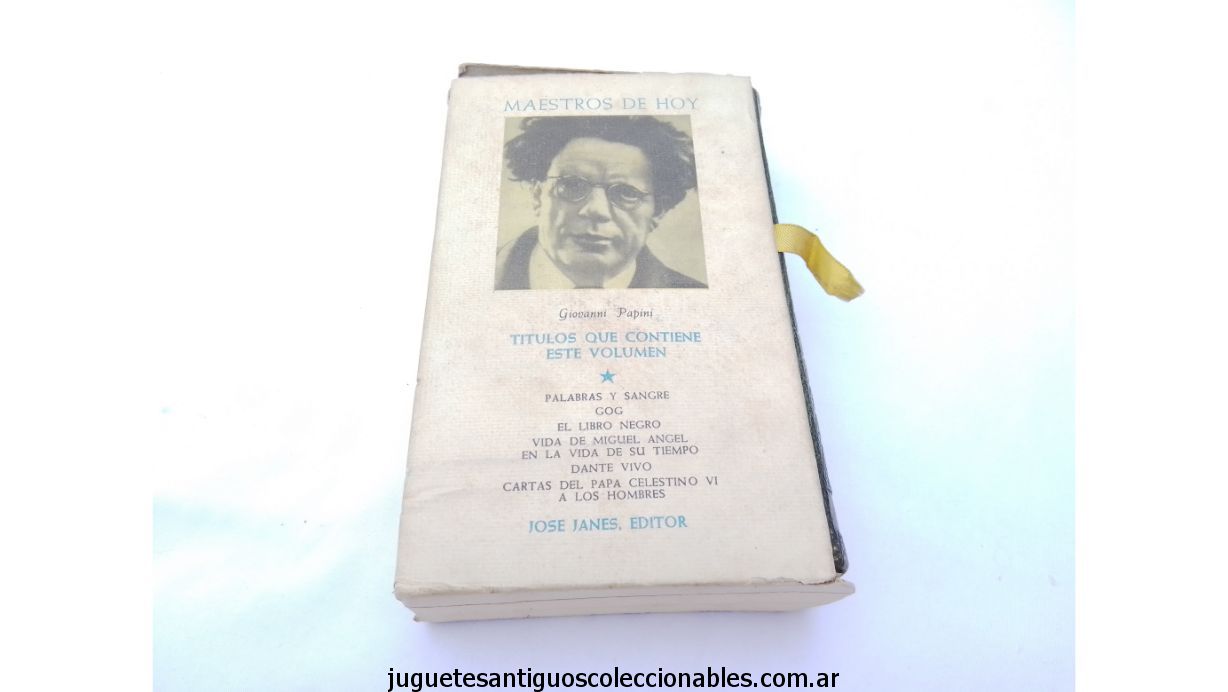 MAESTROS DE HOY
Giovanni Papini
TITULOS QUE CONTIENE
ESTE VOLUMEN
PALABRAS Y SANGRE
GOG
EL LIBRO NEGRO
VIDA DE MIGUEL ANGEL
EN LA VIDA DE SU TIEMPO
DANTE VIVO
CARTAS DEL PAPA CELESTINO VI
A LOS HOMBRES
JOSE JANES, EDITOR
juguetesantiguoscoleccionables.com.ar